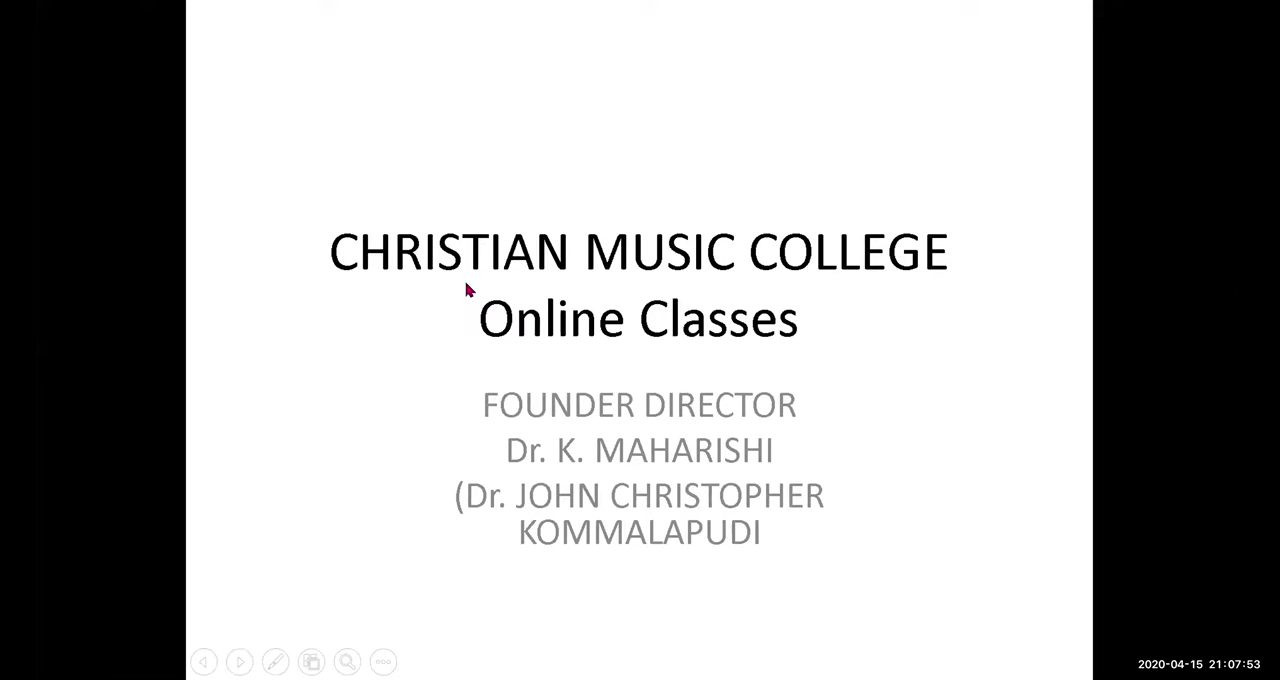 CHRISTIAN MUSIC COLLEGE
Online Classes
FOUNDER DIRECTOR
Dr. K. MAHARISHI
(Dr. JOHN CHRISTOPHER
KOMMALAPUDI
2020-04-15 21:07:53